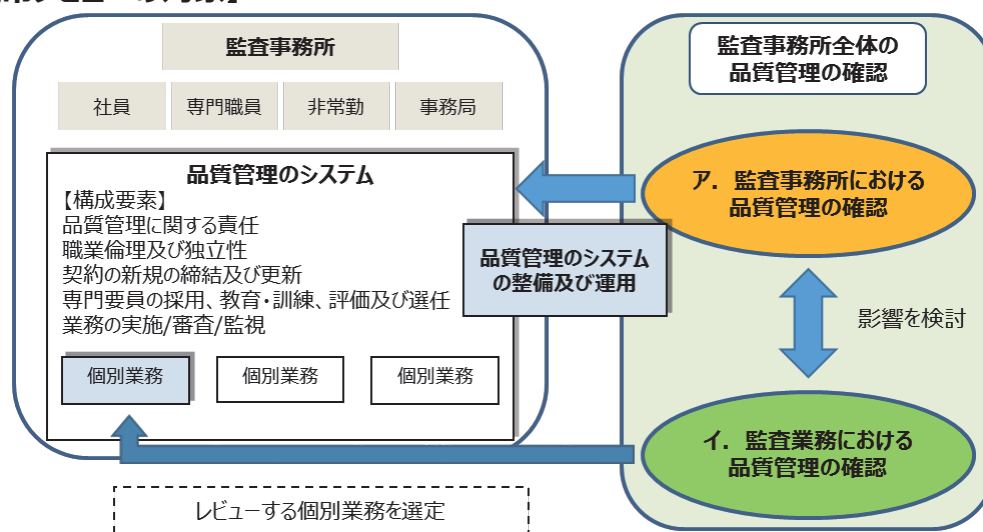 監査事務所
社員
専門職員
非常勤
事務局
品質管理のシステム
【構成要素】
品質管理に関する責任
職業倫理及び独立性
契約の新規の締結及び更新
専門要員の採用、教育・訓練、評価及び選任
業務の実施/審査/監視
個別業務
個別業務
個別業務
レビューする個別業務を選定
品質管理のシステム
の整備及び運用
監査事務所全体の
品質管理の確認
ア．監査事務所における
品質管理の確認
影響を検討
イ．監査業務における
品質管理の確認